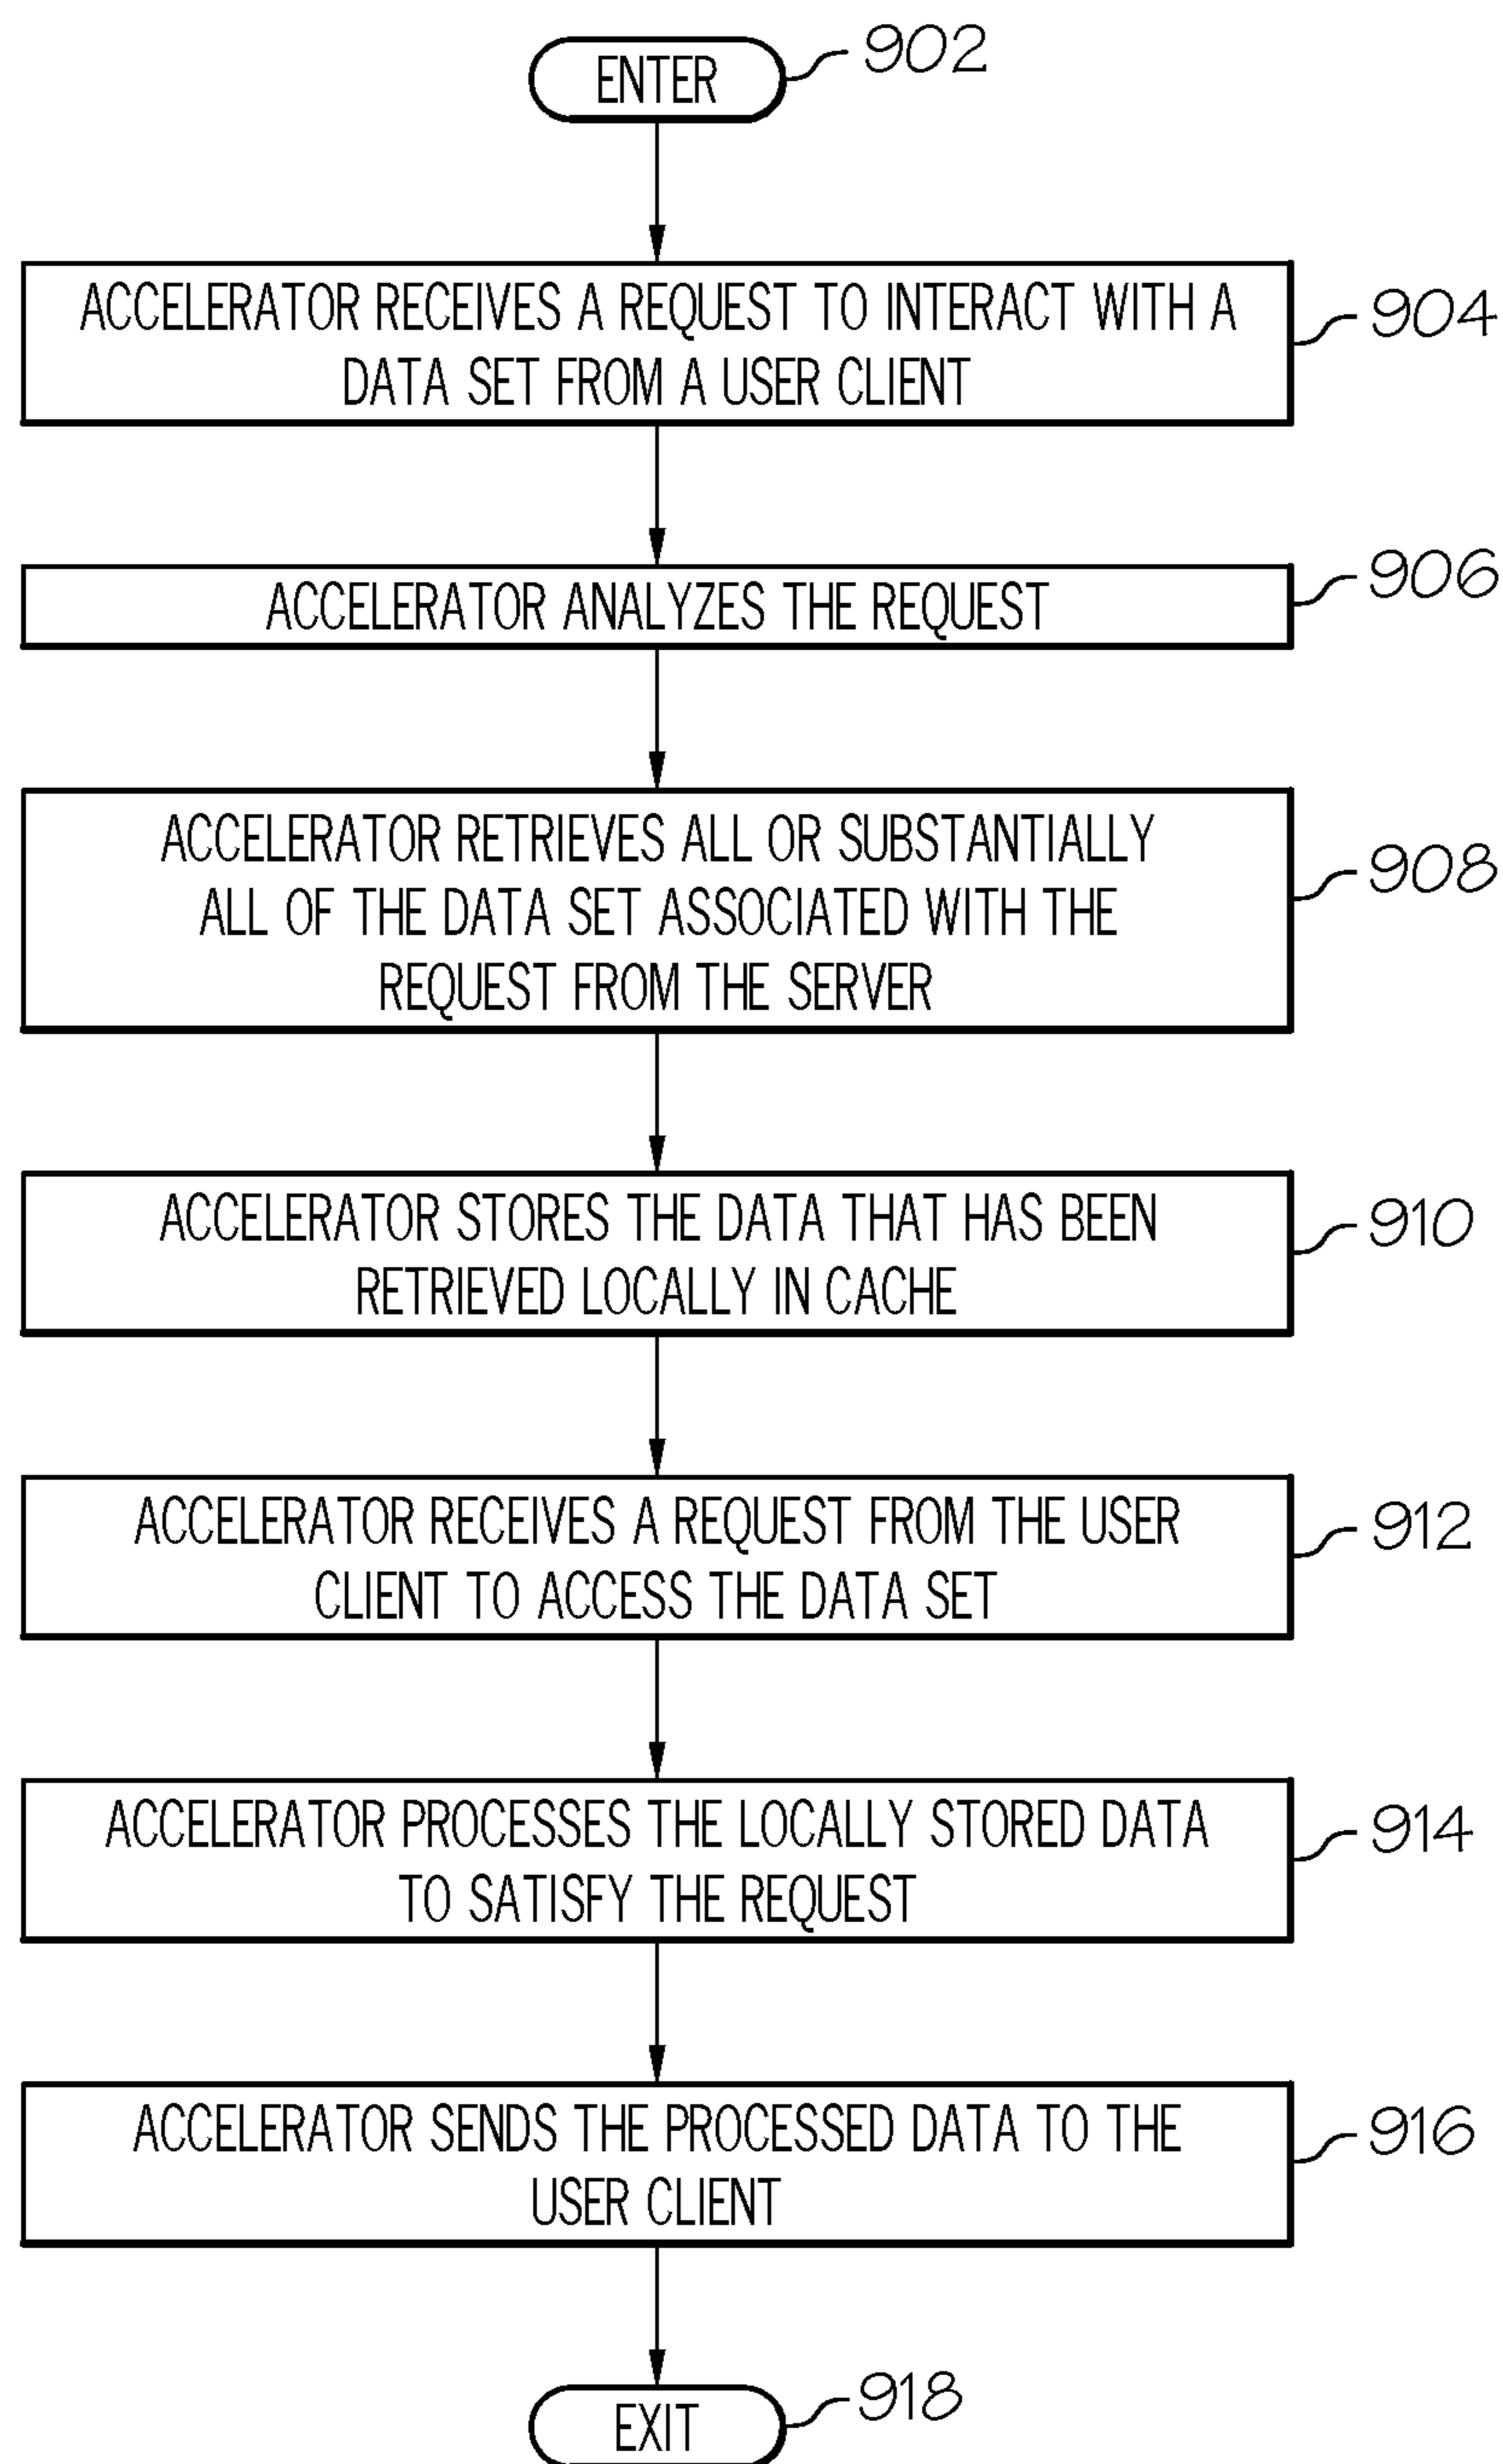 ENTER
902
ACCELERATOR RECEIVES A REQUEST TO INTERACT WITH A
DATA SET FROM A USER CLIENT
904
ACCELERATOR ANALYZES THE REQUEST
906
ACCELERATOR RETRIEVES ALL OR SUBSTANTIALLY
ALL OF THE DATA SET ASSOCIATED WITH THE
REQUEST FROM THE SERVER
908
ACCELERATOR STORES THE DATA THAT HAS BEEN
RETRIEVED LOCALLY IN CACHE
910
ACCELERATOR RECEIVES A REQUEST FROM THE USER
CLIENT TO ACCESS THE DATA SET
912
ACCELERATOR PROCESSES THE LOCALLY STORED DATA
TO SATISFY THE REQUEST
914
ACCELERATOR SENDS THE PROCESSED DATA TO THE
USER CLIENT
916
EXIT
918